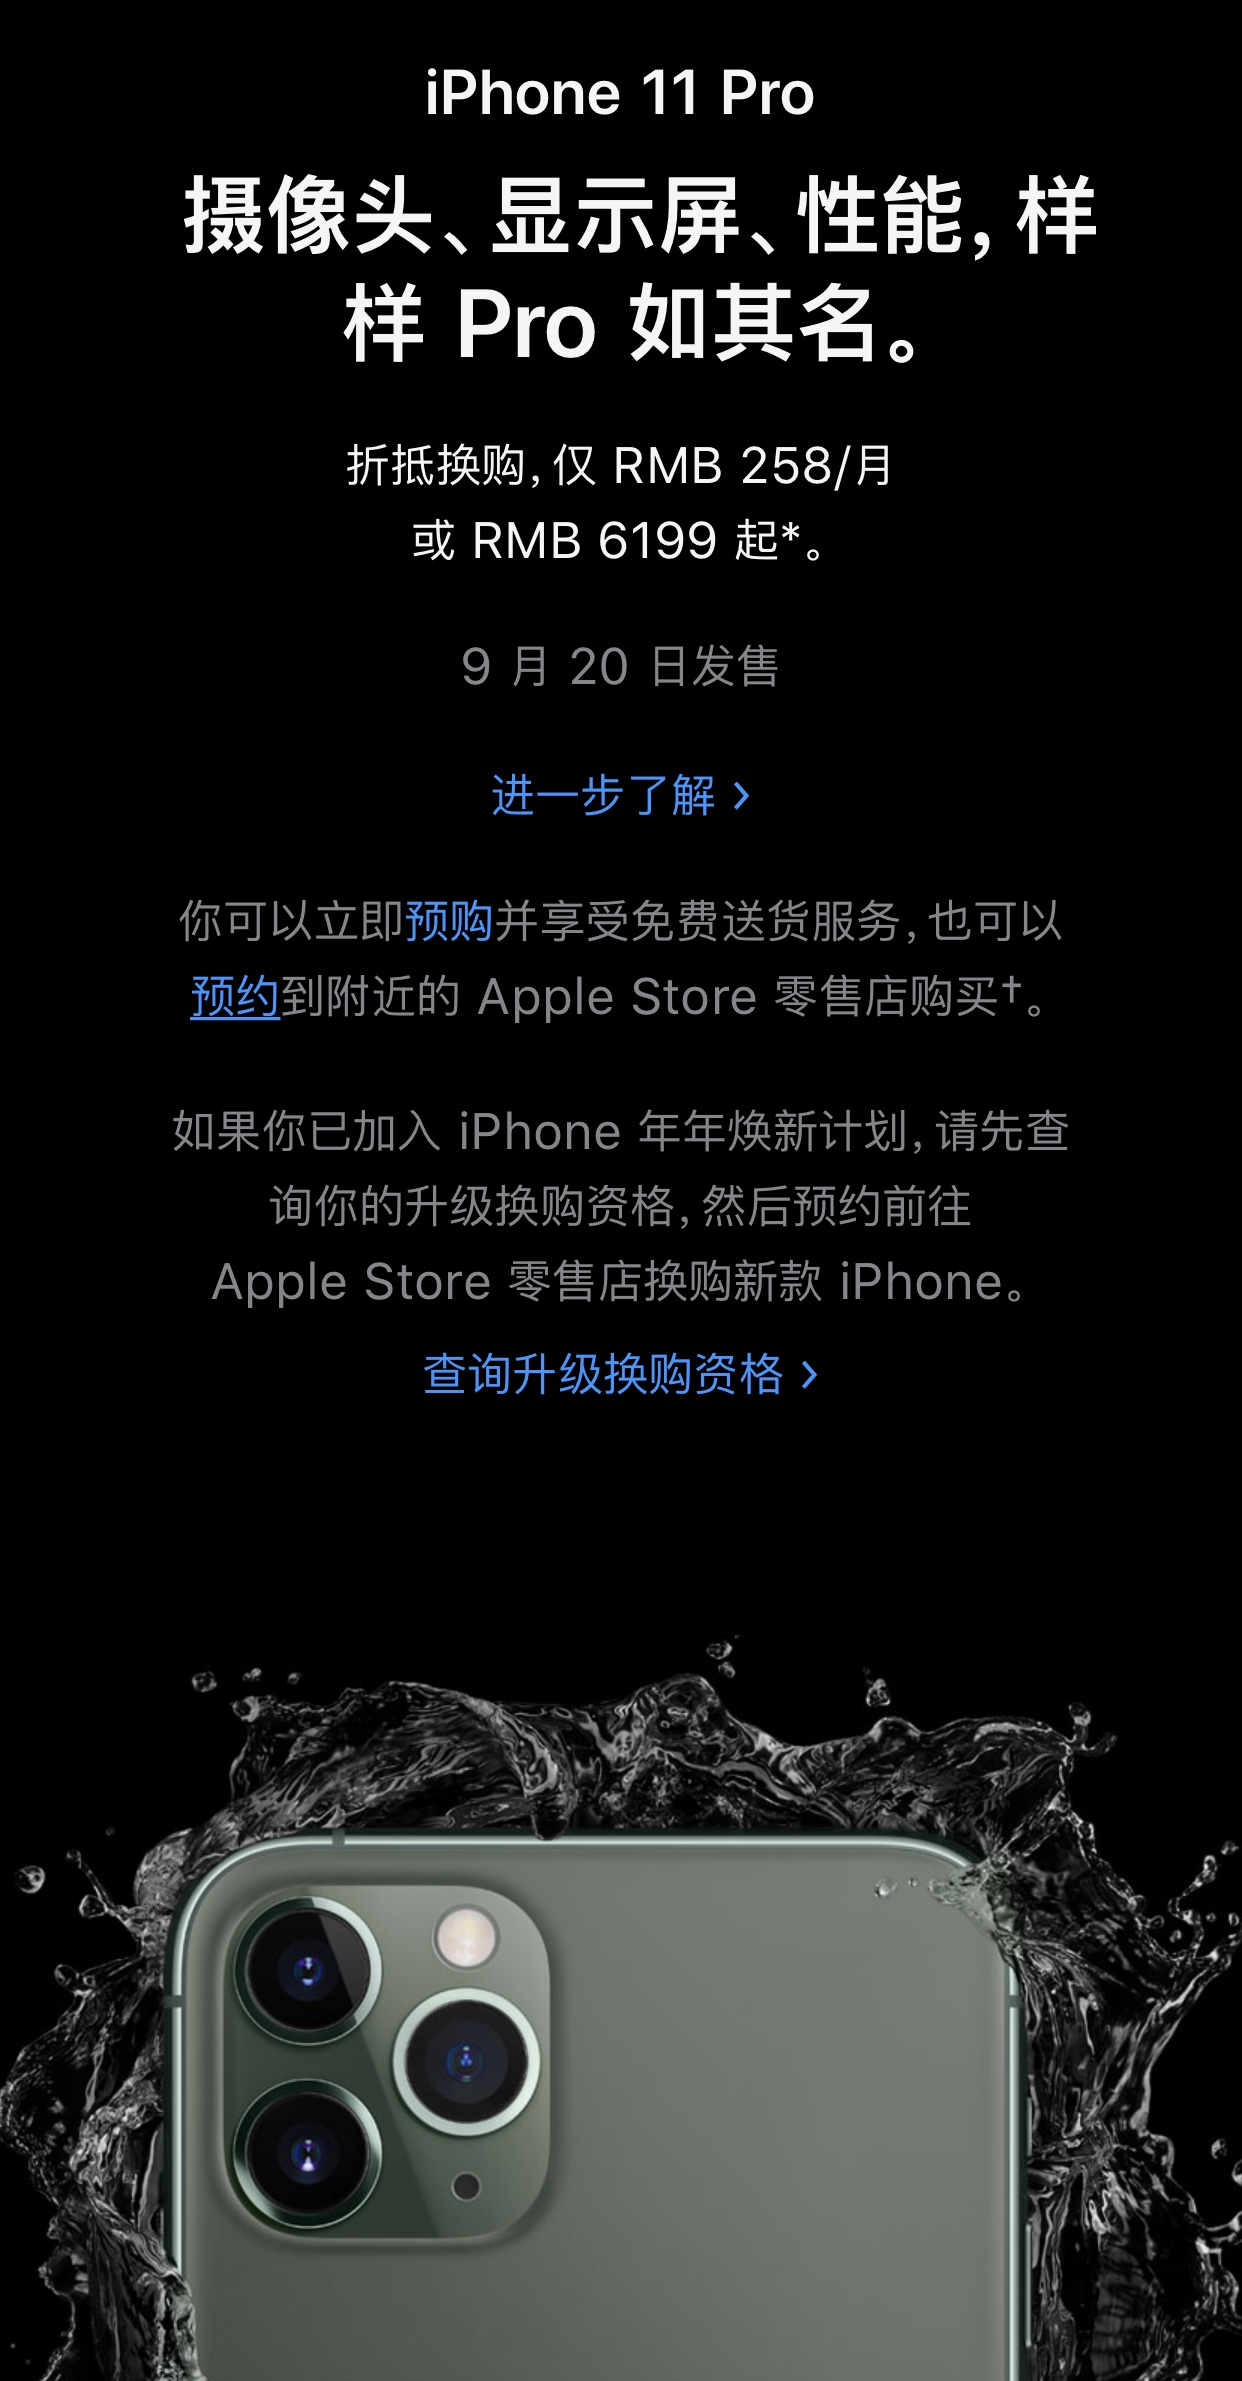 iPhone 11 Pro
摄像头、显示屏、性能，样
样 Pro 如其名。
折抵换购，仅 RMB 258/月
或 RMB 6199 起*。
9 月 20 日发售
进一步了解 >
你可以立即预购并享受免费送货服务，也可以
预约到附近的 Apple Store 零售店购买†。
如果你已加入 iPhone 年年焕新计划，请先查
询你的升级换购资格，然后预约前往
Apple Store 零售店换购新款 iPhone。
查询升级换购资格 >